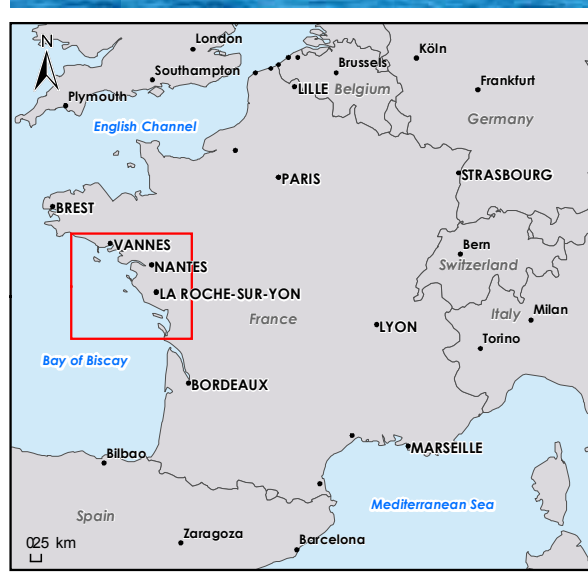 N
London
Köln
Brussels
Southampton
Frankfurt
LILLE
Belgium
Plymouth
English Channel
Germany
PARIS
STRASBOURG
BREST
VANNES
Bern
NANTES
Switzerland
LA ROCHE-SUR-YON
Italy
Milan
France
LYON
Torino
Bay of Biscay
BORDEAUX
MARSEILLE
Bilbao
Mediterranean Sea
Spain
Zaragoza
Barcelona
025 km